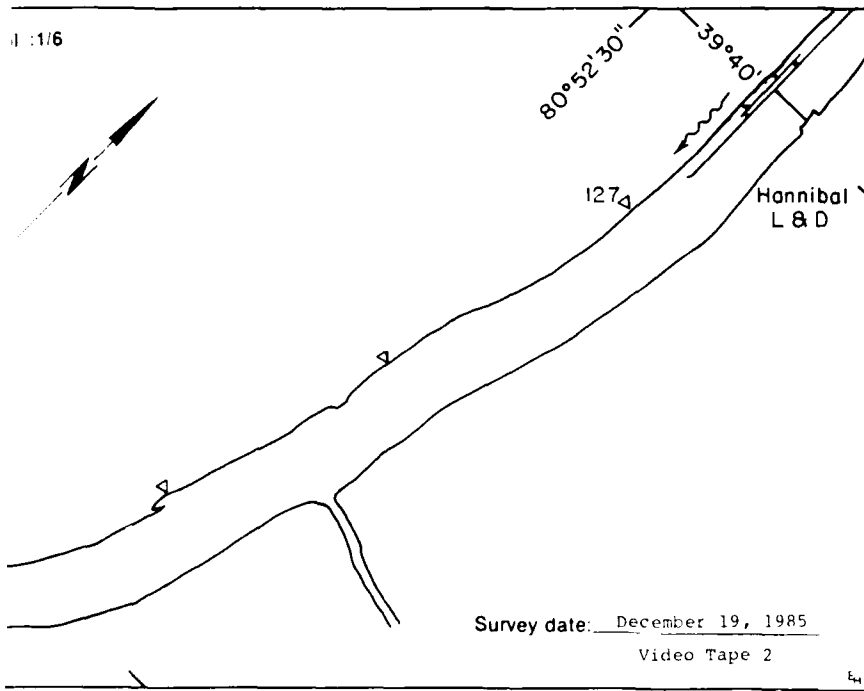 :1/6
80°52'30"
39°40'
127
Hannibal
L & D
Survey date: December 19, 1985
Video Tape 2